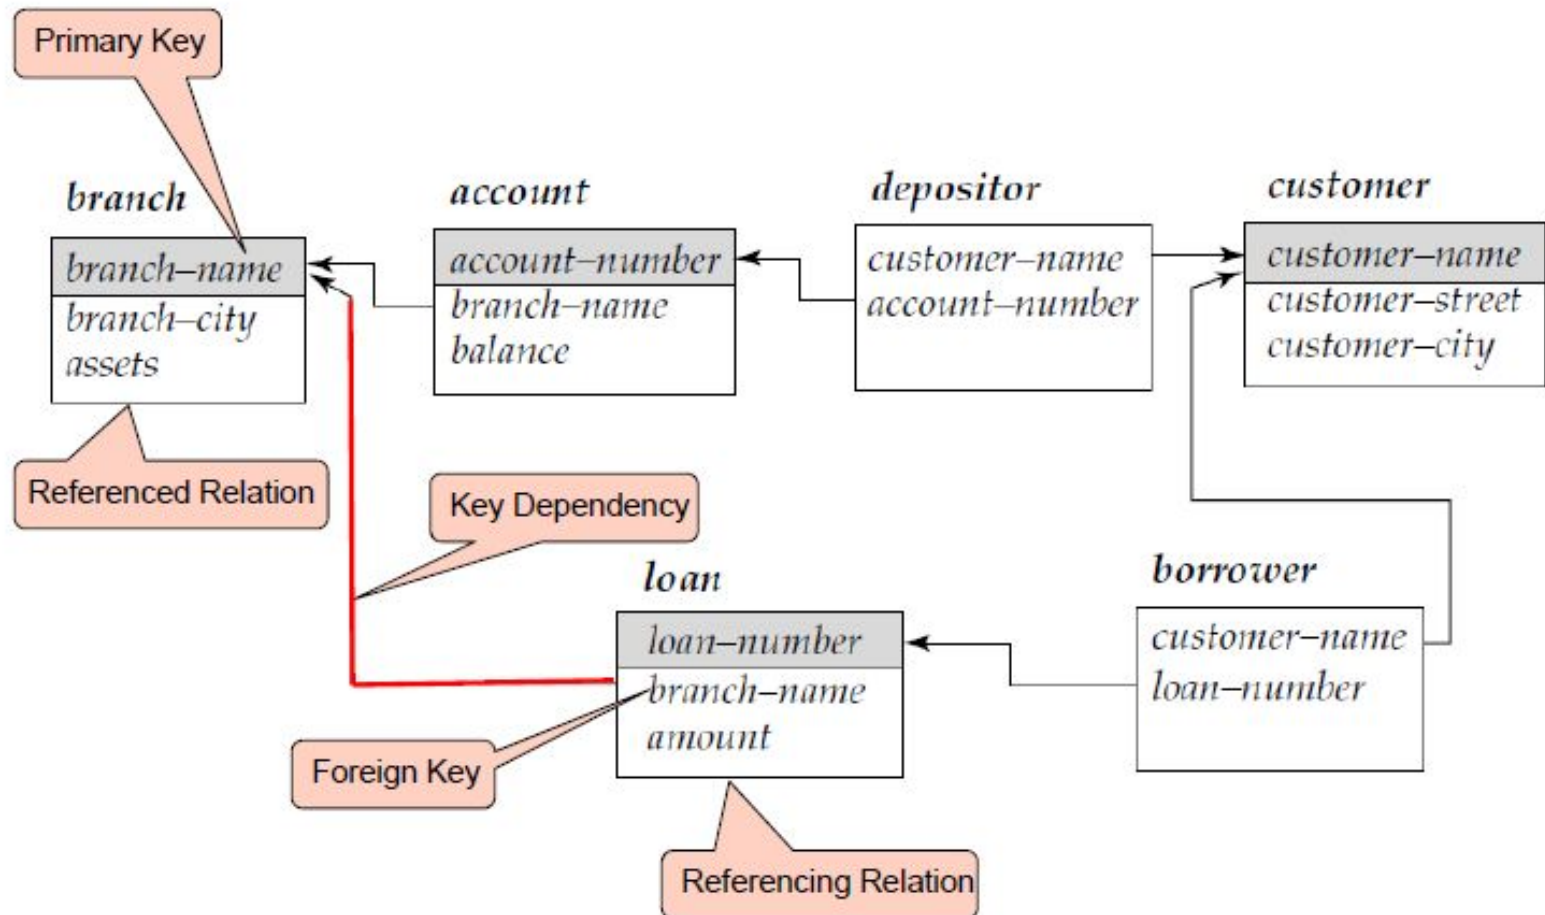 Primary Key
branch
branch–name
branch–city
assets
account
account–number
branch–name
balance
depositor
customer–name
account–number
customer
customer–name
customer–street
customer–city
Referenced Relation
Key Dependency
loan
loan–number
branch–name
amount
borrower
customer–name
loan–number
Foreign Key
Referencing Relation